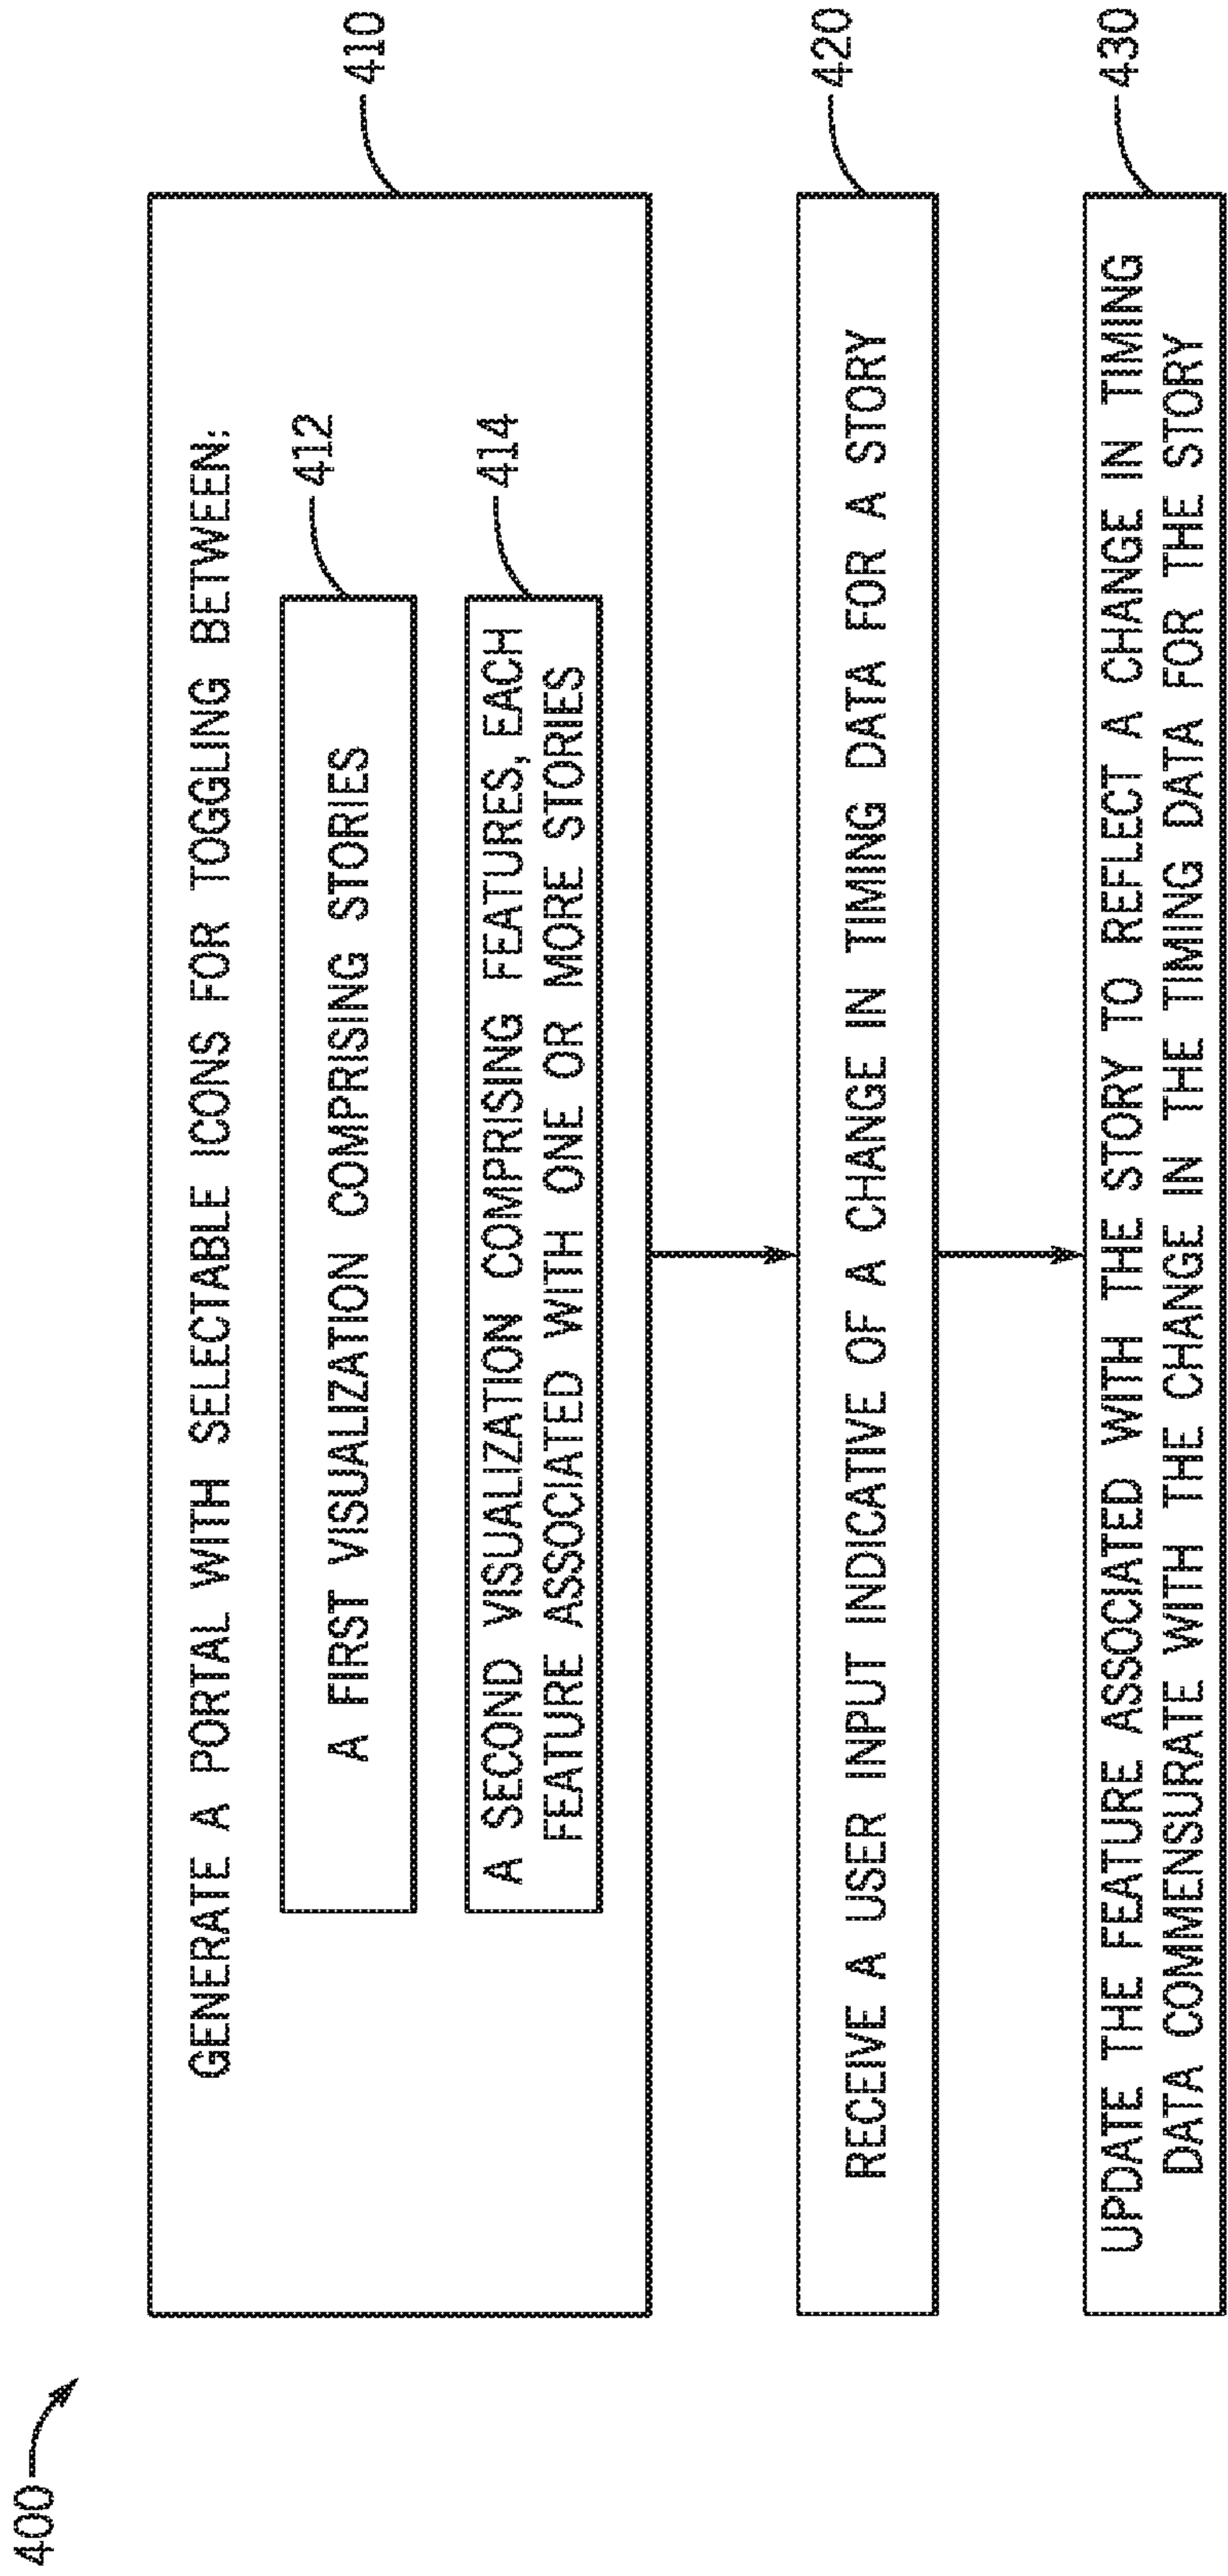 400
GENERATE A PORTAL WITH SELECTABLE ICONS FOR TOGGLING BETWEEN:
410
A FIRST VISUALIZATION COMPRISING STORIES
412
A SECOND VISUALIZATION COMPRISING FEATURES, EACH
FEATURE ASSOCIATED WITH ONE OR MORE STORIES
414
RECEIVE A USER INPUT INDICATIVE OF A CHANGE IN TIMING DATA FOR A STORY
420
UPDATE THE FEATURE ASSOCIATED WITH THE STORY TO REFLECT A CHANGE IN TIMING
DATA COMMENSURATE WITH THE CHANGE IN THE TIMING DATA FOR THE STORY
430